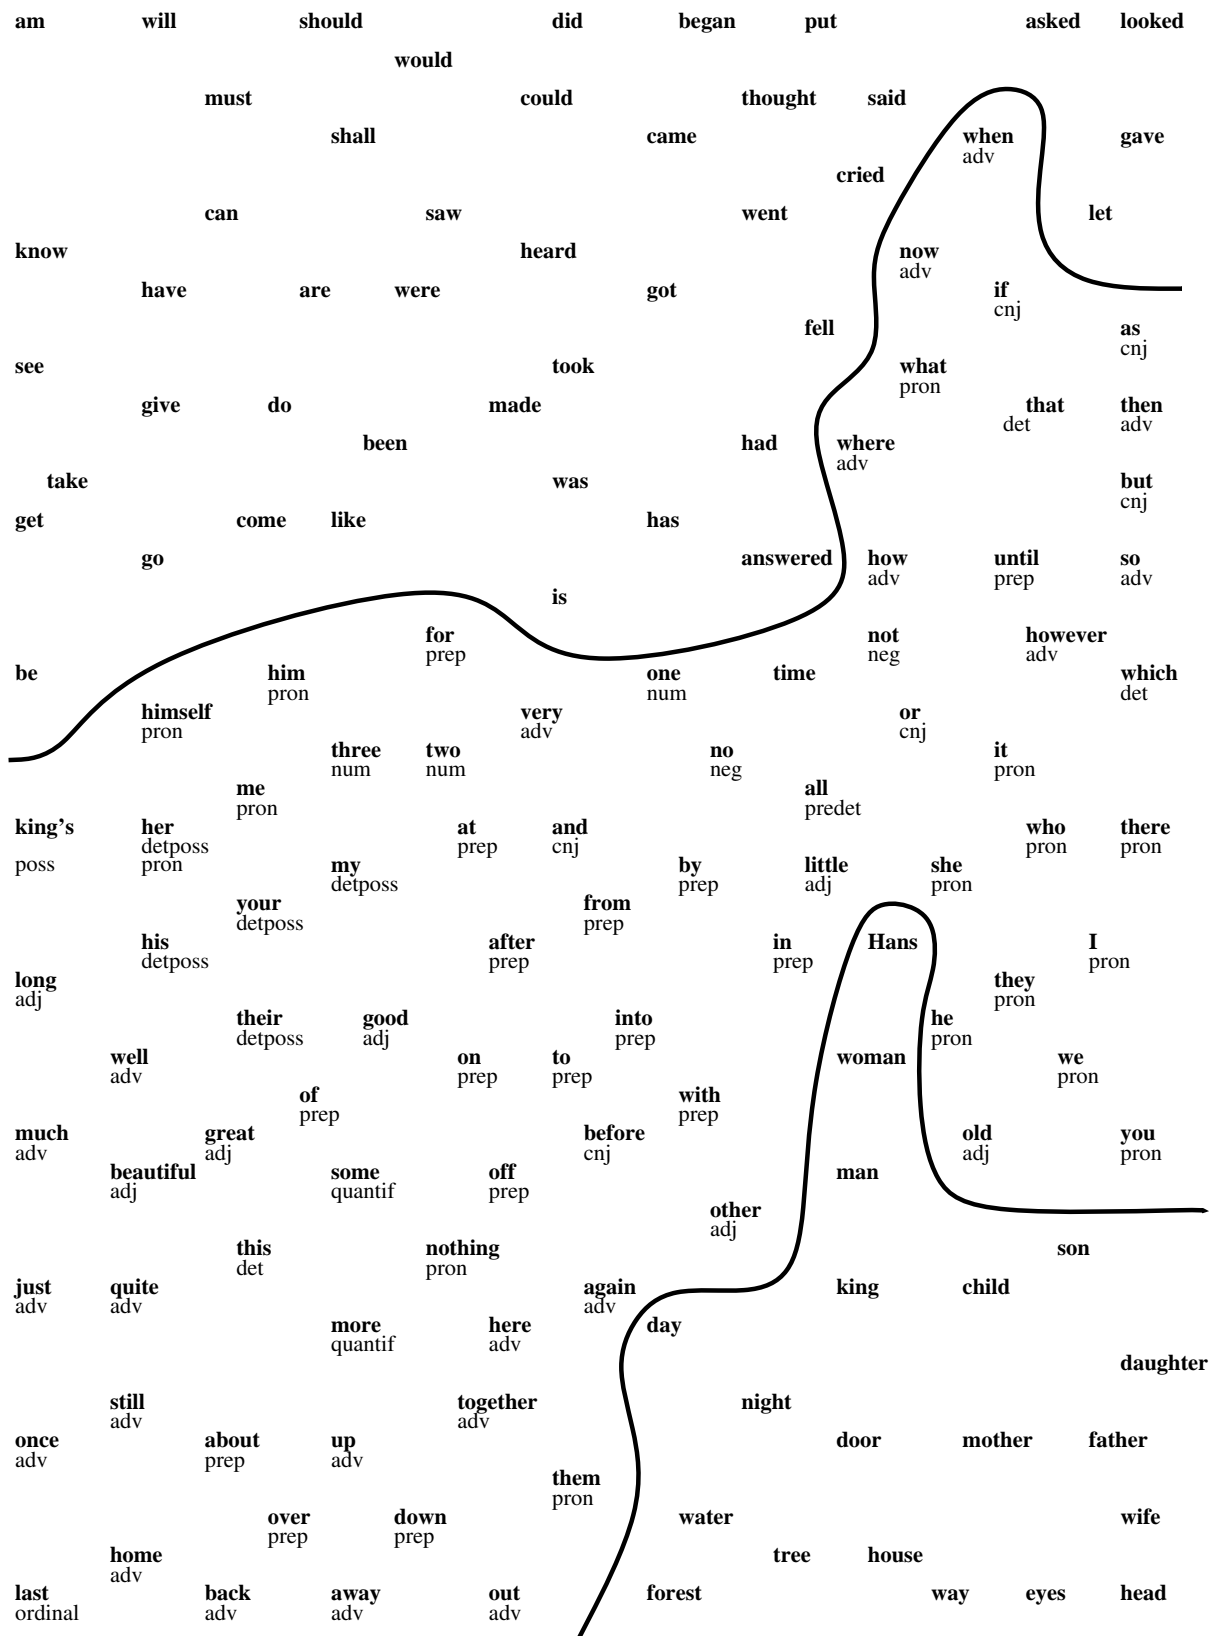 am will should did began put asked looked
would
must could thought said
shall came when gave
adv
cried
can saw went let
know heard now
adv
have are were got if
cnj
fell as
cnj
see took what
pron
give do made that then
det adv
been had where
adv
take was but
cnj
get come like has
go answered how until so
adv prep adv
is
for not however
prep neg adv
be him one time which
pron num det
himself very or
pron adv cnj
three two no it
num num neg pron
me all
pron predet
king's her at and who there
detposs prep cnj pron pron
poss pron my by little she
detposs prep adj pron
your from
detposs prep
his after in Hans I
detposs prep prep pron
long they
adj pron
their good into he
detposs adj prep pron
well on to woman we
adv prep prep pron
of with
prep prep
much great before old you
adv adj cnj adj pron
beautiful some off man
adj quantif prep
other
adj
this nothing son
det pron
just quite again king child
adv adv adv
more here day
quantif adv
daughter
still together night
adv adv
once about up door mother father
adv prep adv
them
pron
over down water wife
prep prep
home tree house
adv
last back away out forest way eyes head
ordinal adv adv adv